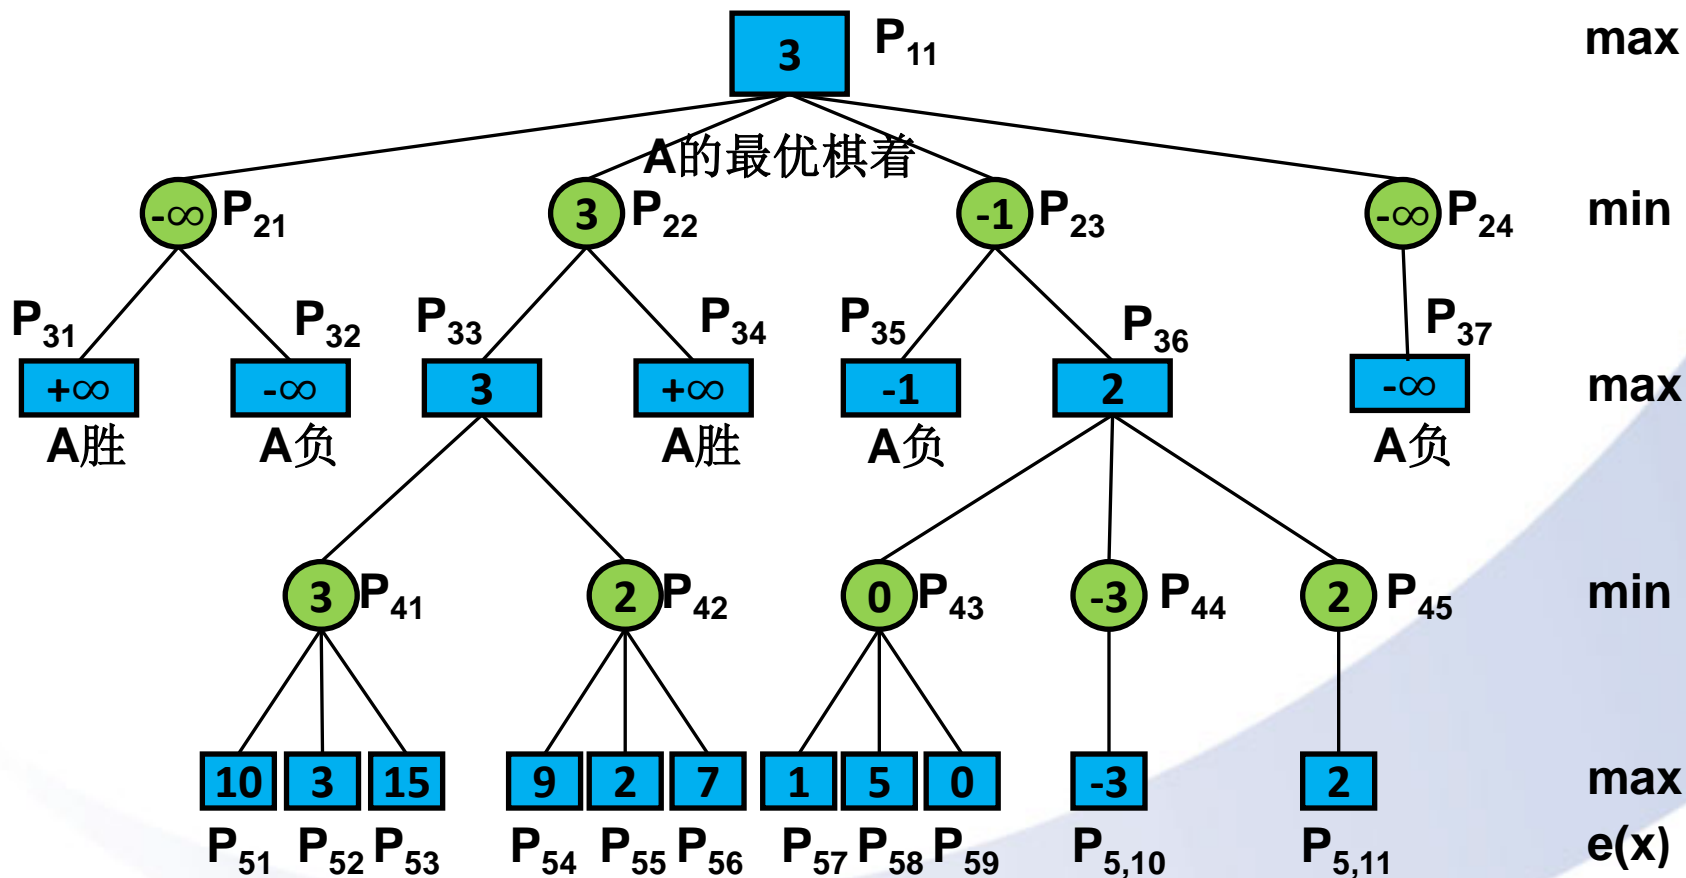 3 P11 max
A的最优棋着
-∞ P21 3 P22 -1 P23 -∞ P24 min
P31 P32 P33 P34 P35 P36 P37
+∞ -∞ 3 +∞ -1 2 -∞ max
A胜 A负 A胜 A负 A负
3 P41 2 P42 0 P43 -3 P44 2 P45 min
10 3 15 9 2 7 1 5 0 -3 2 max
P51 P52 P53 P54 P55 P56 P57 P58 P59 P5,10 P5,11 e(x)